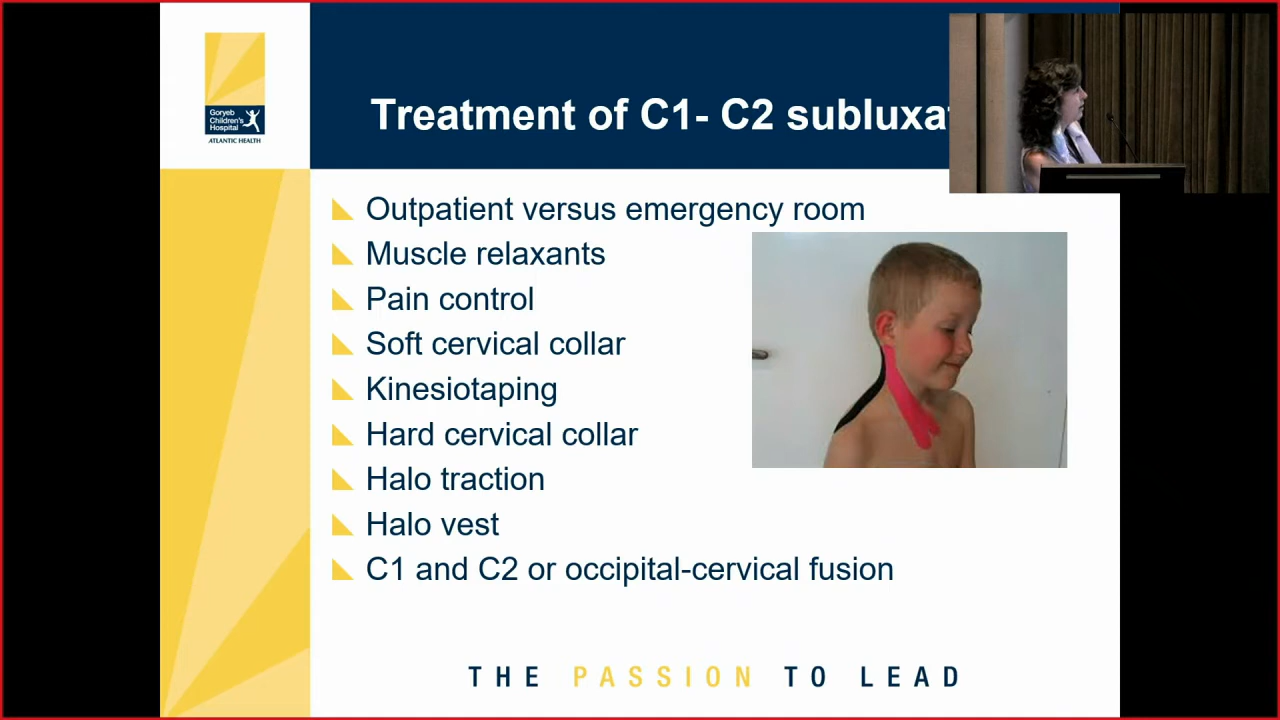 Goryeb
Children's
Hospital
ATLANTIC HEALTH
Treatment of C1- C2 subluxat
Outpatient versus emergency room
Muscle relaxants
Pain control
Soft cervical collar
Kinesiotaping
Hard cervical collar
Halo traction
Halo vest
C1 and C2 or occipital-cervical fusion
THE PASSION TO LEAD